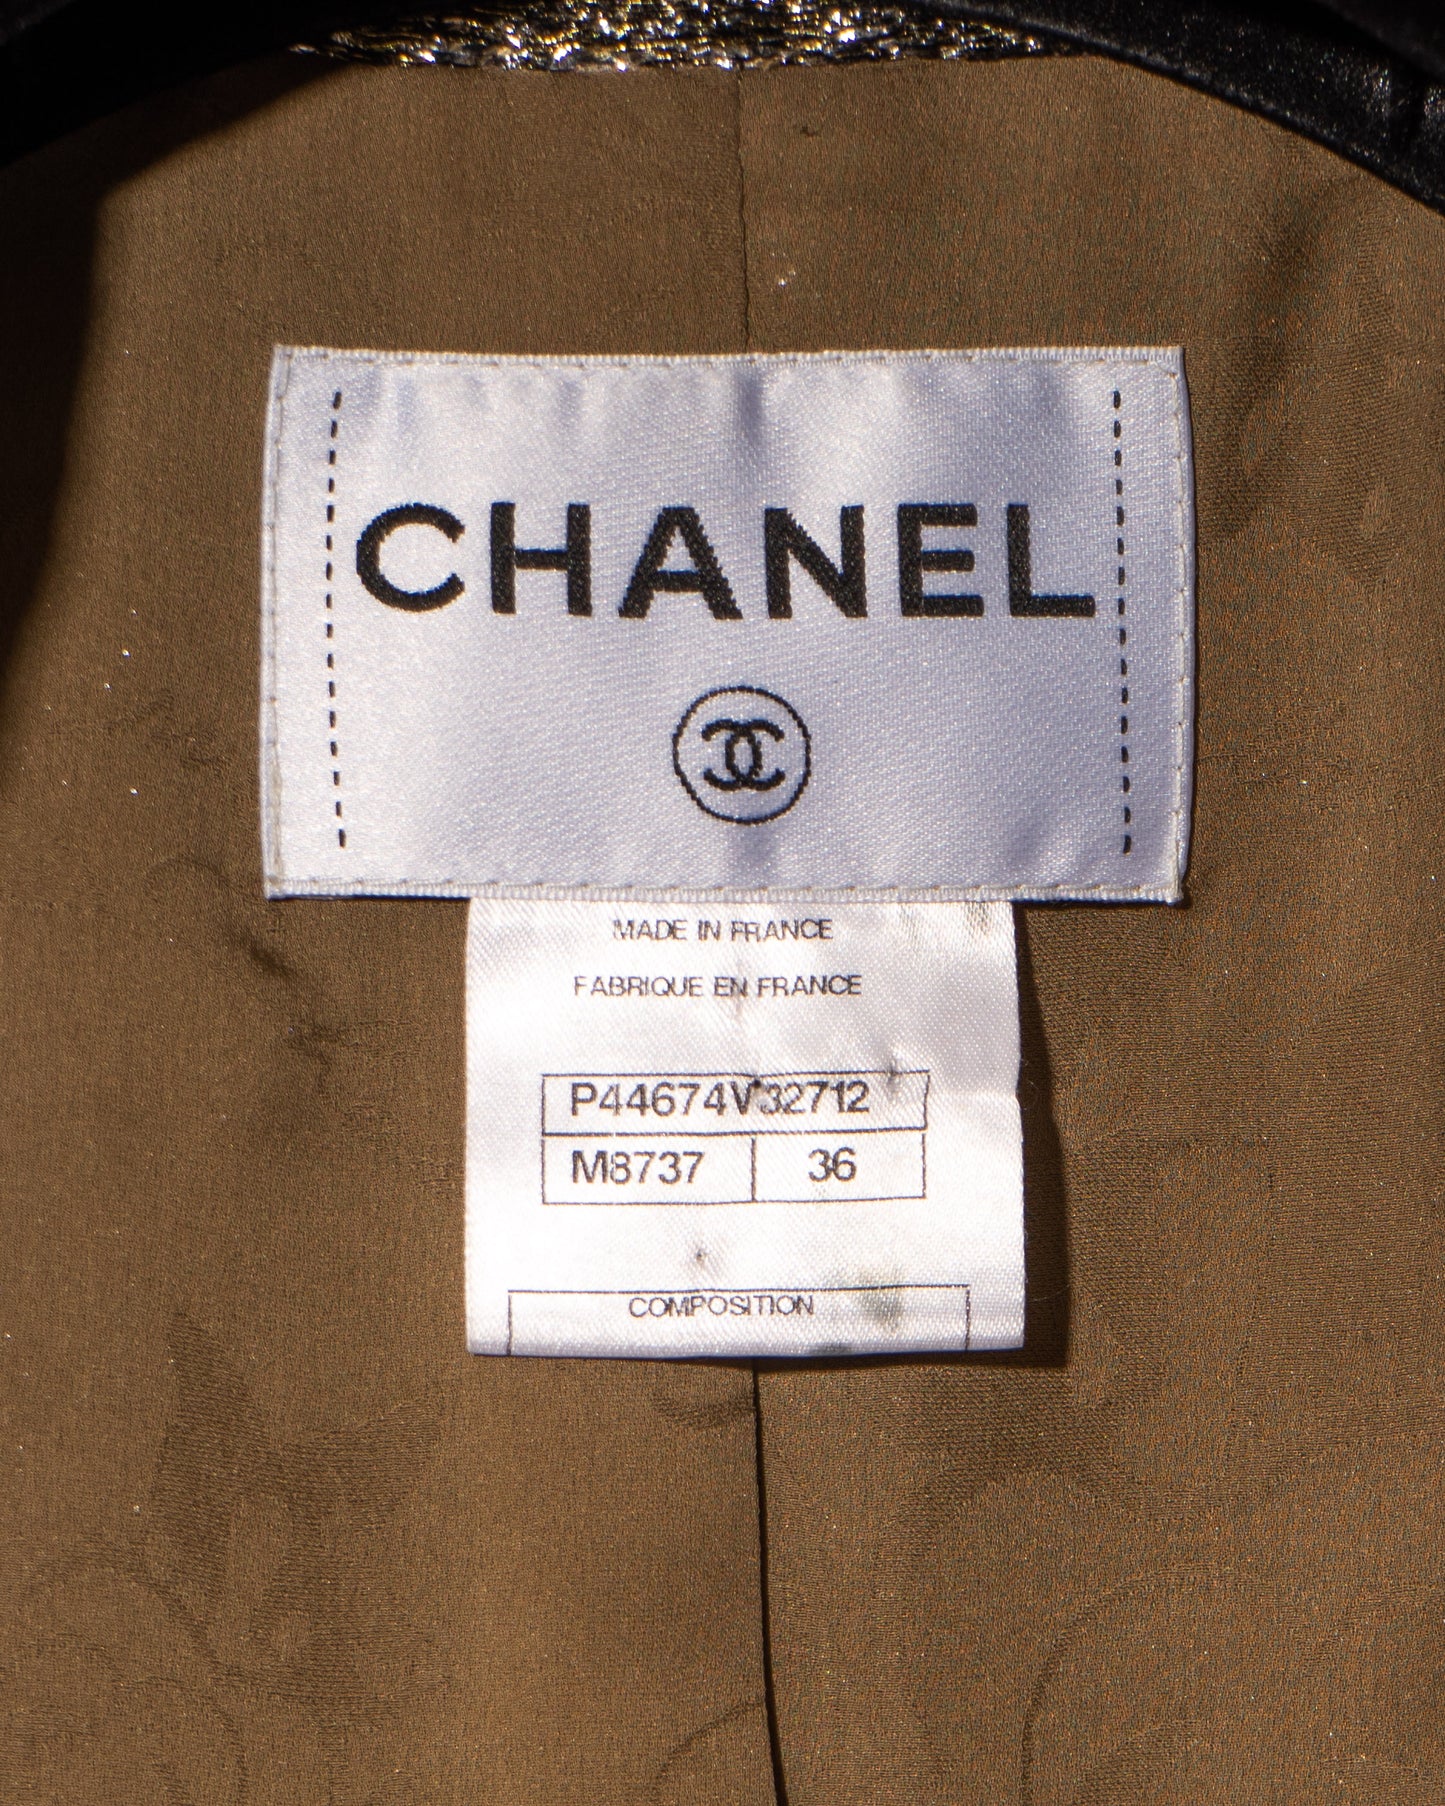 CHANEL
MADE IN FRANCE
FABRIQUE EN FRANCE
P44674V32712
M8737 36
COMPOSITION